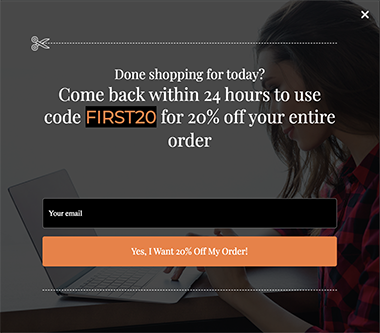 Done shopping for today?
Come back within 24 hours to use
code FIRST20 for 20% off your entire
order
Your email
Yes, I Want 20% Off My Order!